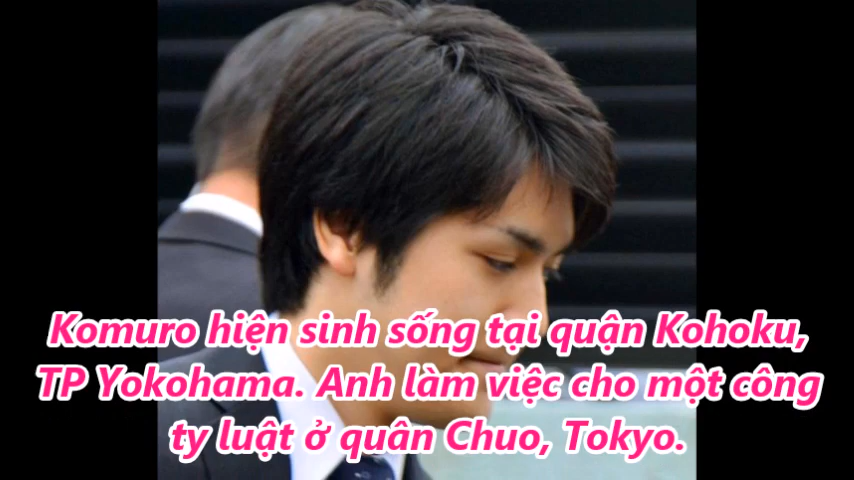 Komuro hiện sinh sống tại quận Kohoku,
TP Yokohama. Anh làm việc cho một công
ty luật ở quân Chuo, Tokyo.